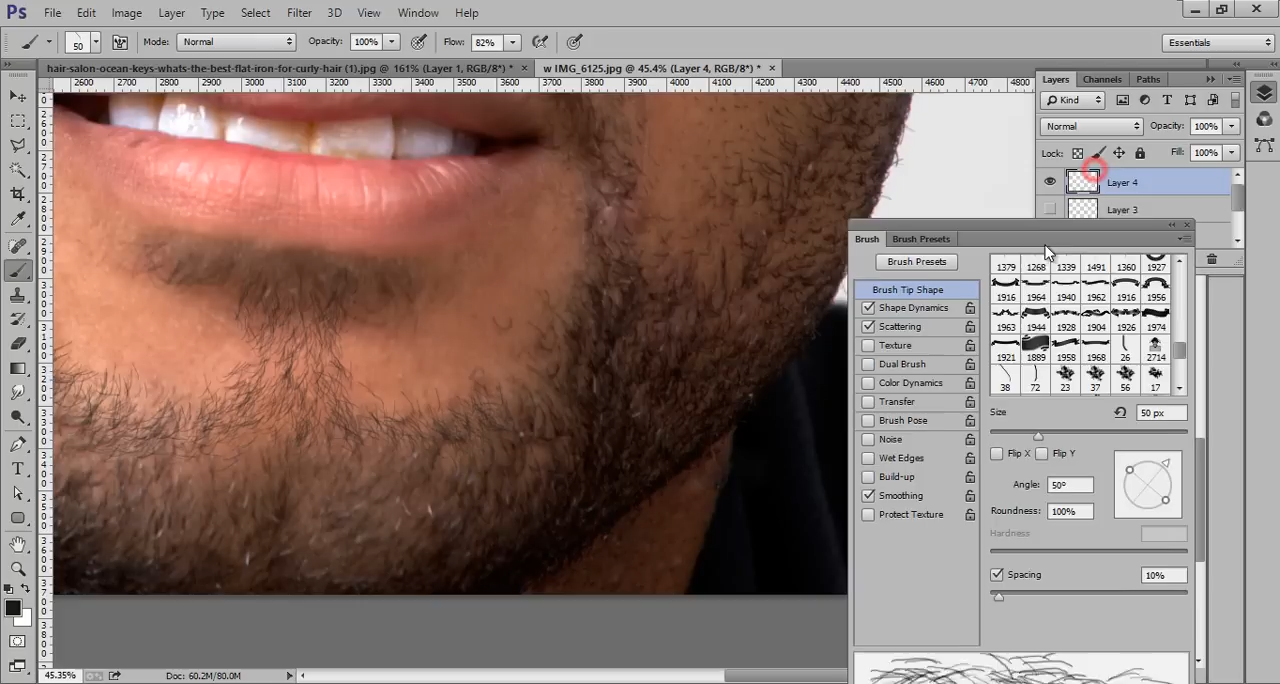 Ps File Edit Image Layer Type Select Filter 3D View Window Help
50 Mode: Normal Opacity: 100% Flow: 82% Essentials
hair-salon-ocean-keys-whats-the-best-flat-iron-for-curly-hair (1).jpg @ 161% (Layer 1, RGB/8*) * × w IMG_6125.jpg @ 45.4% (Layer 4, RGB/8*) * ×
2600 2700 2800 2900 3000 3100 3200 3300 3400 3500 3600 3700 3800 3900 4000 4100 4200 4300 4400 4500 4600 4700 4800
Layers Channels Paths
Kind
Normal Opacity: 100%
Lock: Fill: 100%
Layer 4
Layer 3
Brush Brush Presets
Brush Presets
Brush Tip Shape
Shape Dynamics
Scattering
Texture
Dual Brush
Color Dynamics
Transfer
Brush Pose
Noise
Wet Edges
Build-up
Smoothing
Protect Texture
1379 1268 1339 1491 1360 1927
1916 1964 1940 1962 1916 1956
1963 1944 1928 1904 1926 1974
1921 1889 1958 1968 26 2714
38 72 23 37 56 17
Size 50 px
Flip X Flip Y
Angle: 50º
Roundness: 100%
Hardness
Spacing 10%
45.35% Doc: 60.2M/80.0M